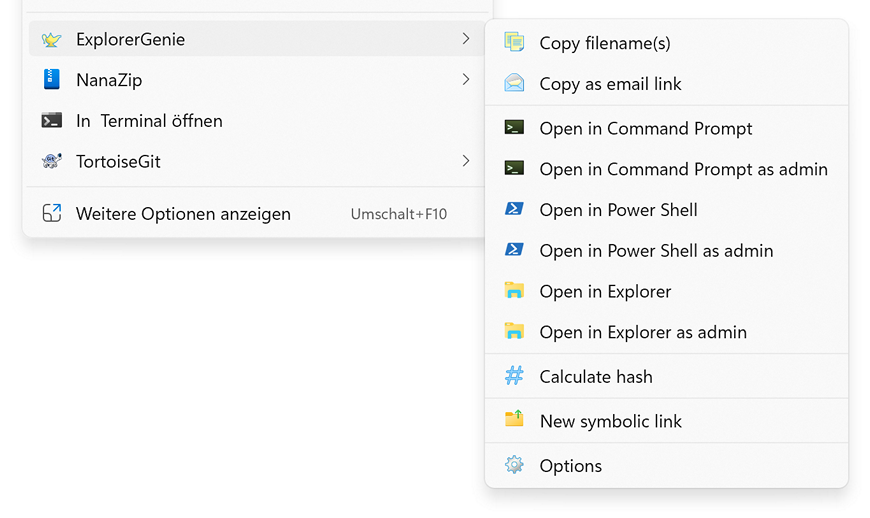 ExplorerGenie
NanaZip
In  Terminal öffnen
TortoiseGit
Weitere Optionen anzeigen Umschalt+F10
Copy filename(s)
Copy as email link
Open in Command Prompt
Open in Command Prompt as admin
Open in Power Shell
Open in Power Shell as admin
Open in Explorer
Open in Explorer as admin
Calculate hash
New symbolic link
Options